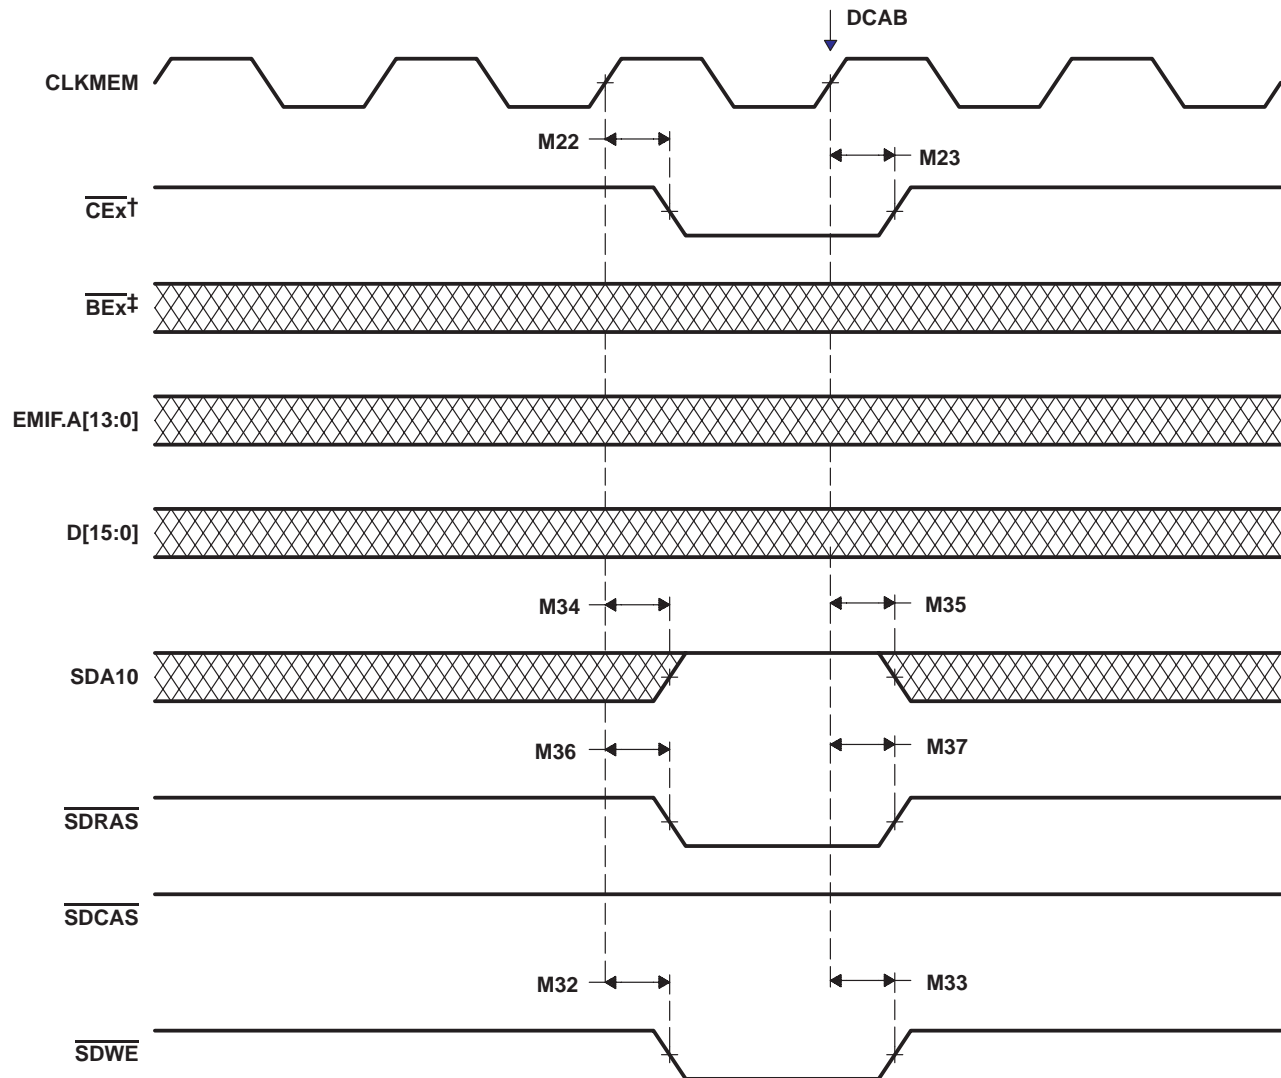 DCAB
CLKMEM
M22
M23
CEx†
BEx‡
EMIF.A[13:0]
D[15:0]
M34
M35
SDA10
M36
M37
SDRAS
SDCAS
M32
M33
SDWE